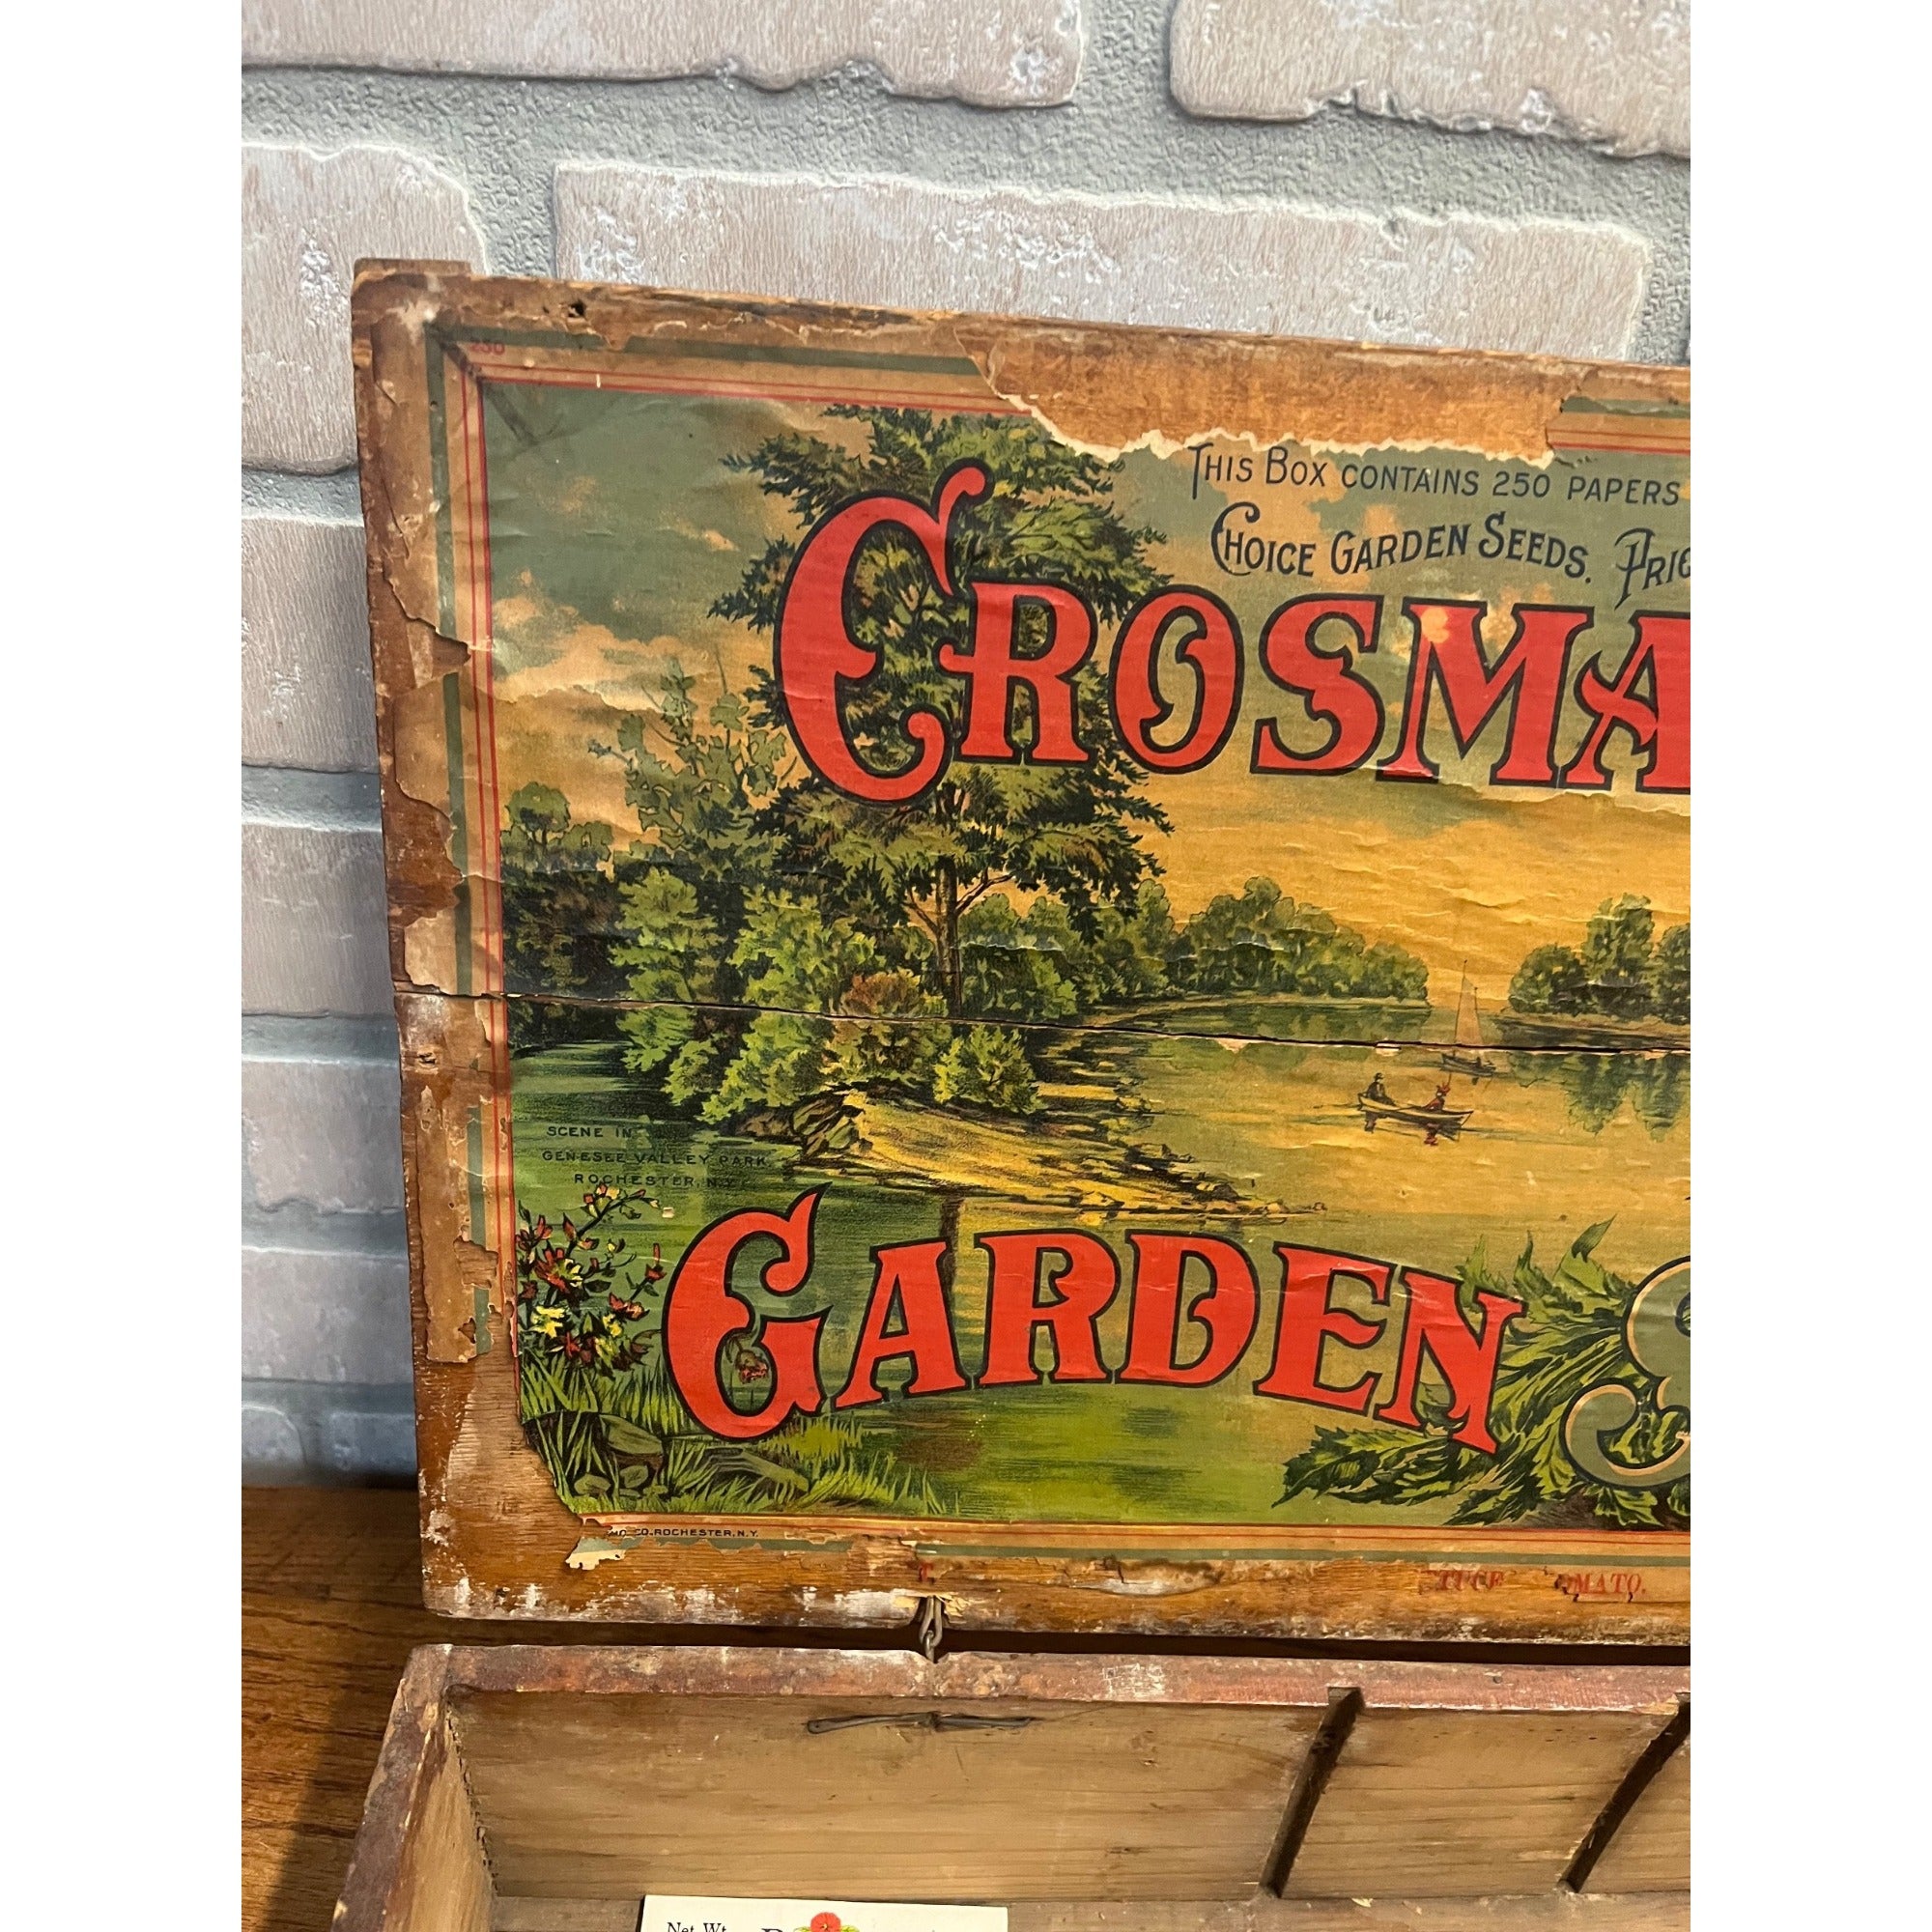 250
THIS BOX CONTAINS 250 PAPERS
CHOICE GARDEN SEEDS.
CROSMA
SCENE IN
GENESEE VALLEY PARK
ROCHESTER, N.Y.
GARDEN S
CO. ROCHESTER, N.Y.
Net Wt.